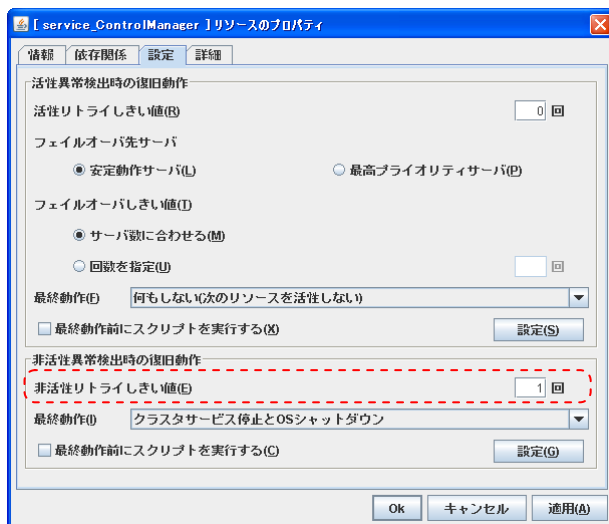 [ service_ControlManager ]リソースのプロパティ
情報 依存関係 設定 詳細
活性異常検出時の復旧動作
活性リトライしきい値(R) 0 回
フェイルオーバ先サーバ
安定動作サーバ(L) 最高プライオリティサーバ(P)
フェイルオーバしきい値(T)
サーバ数に合わせる(M)
回数を指定(U) 回
最終動作(F) 何もしない(次のリソースを活性しない)
最終動作前にスクリプトを実行する(X) 設定(S)
非活性異常検出時の復旧動作
非活性リトライしきい値(E) 1 回
最終動作(I) クラスタサービス停止とOSシャットダウン
最終動作前にスクリプトを実行する(C) 設定(G)
Ok キャンセル 適用(A)